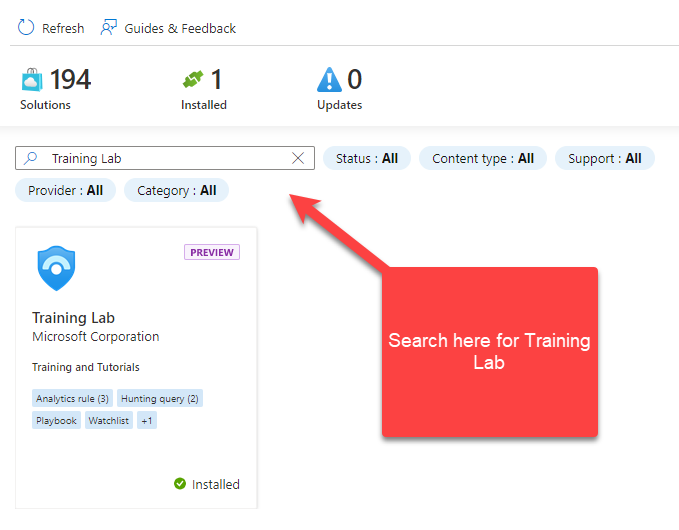 Refresh Guides & Feedback
194 1 0
Solutions Installed Updates
Training Lab Status : All Content type : All Support : All
Provider : All Category : All
PREVIEW
Training Lab
Microsoft Corporation
Training and Tutorials
Analytics rule (3) Hunting query (2)
Playbook Watchlist +1
Installed
Search here for Training
Lab